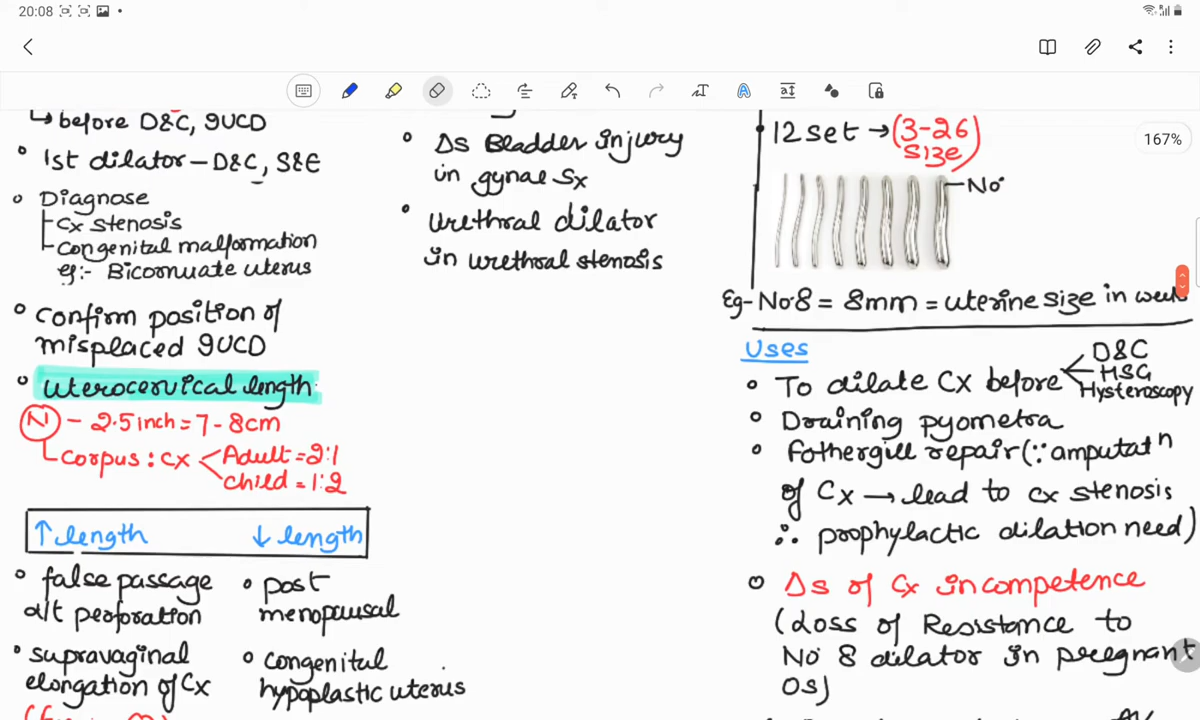 20:08
167%
↳ before D&C, IUCD
• 1st dilator - D&C, S&E
• Diagnose
Cx stenosis
Congenital malformation
eg:- Bicornuate uterus
• Confirm position of
misplaced IUCD
• Uterocervical length
N - 2.5 inch = 7-8cm
Corpus : Cx < Adult = 2:1
Child = 1:2
↑ length ↓ length
• false passage
d/t perforation
• post
menopausal
• supravaginal
elongation of Cx
• Congenital
hypoplastic uterus
• Δs Bladder injury
in gynae Sx
• Urethral dilator
in urethral stenosis
• 12 set → (3-26
size)
No
Eg- No.8 = 8mm = uterine size in week
Uses
• To dilate Cx before < D&C
HSG
Hysteroscopy
• Draining pyometra
• Fothergill repair (∵ amputatⁿ
of Cx → lead to cx stenosis
∴ prophylactic dilation need)
• Δs of Cx incompetence
(Loss of Resistance to
No 8 dilator in pregnant
OS)